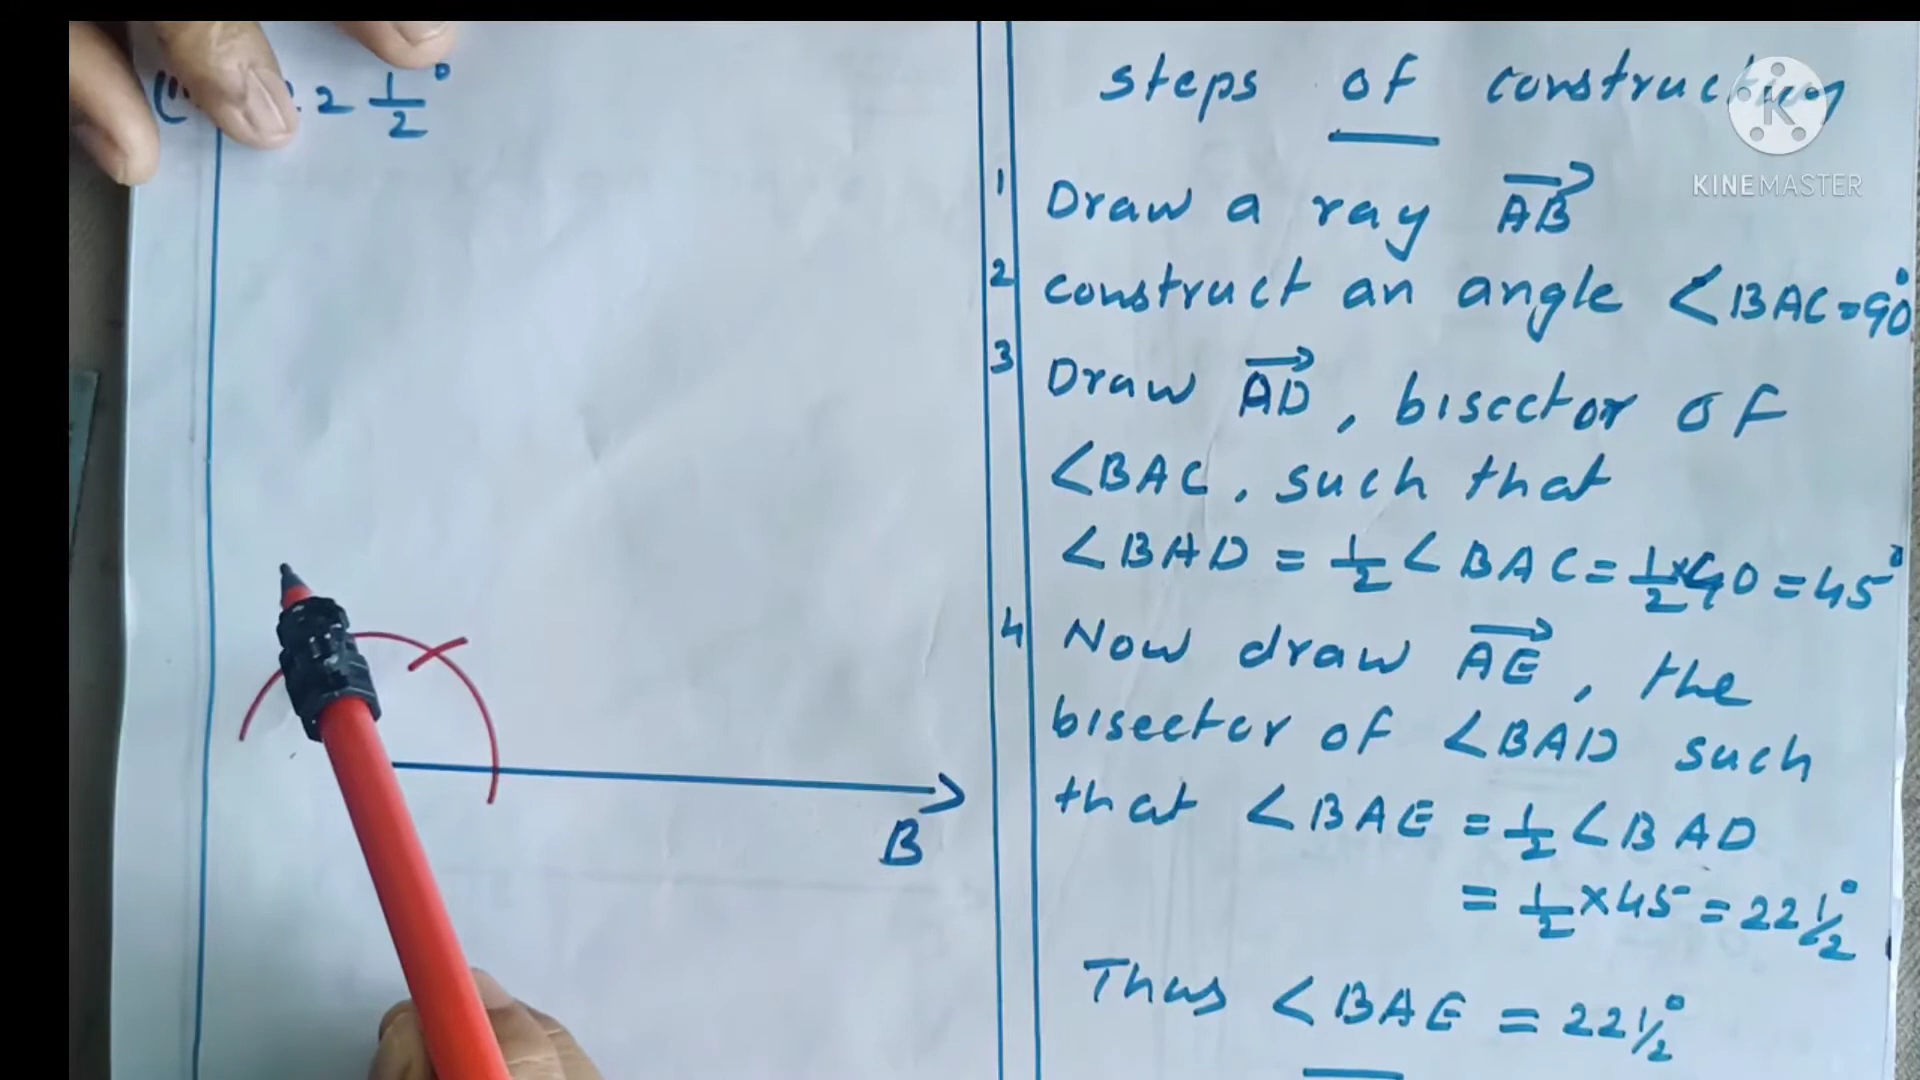 2 1/2°
B
steps of construction
KINEMASTER
1 Draw a ray AB
2 construct an angle ∠BAC=90°
3 Draw AD, bisector of
∠BAC, such that
∠BAD = 1/2 ∠BAC = 1/2 × 90 = 45°
4 Now draw AE, the
bisector of ∠BAD such
that ∠BAE = 1/2 ∠BAD
= 1/2 × 45 = 22 1/2°
Thus ∠BAE = 22 1/2°